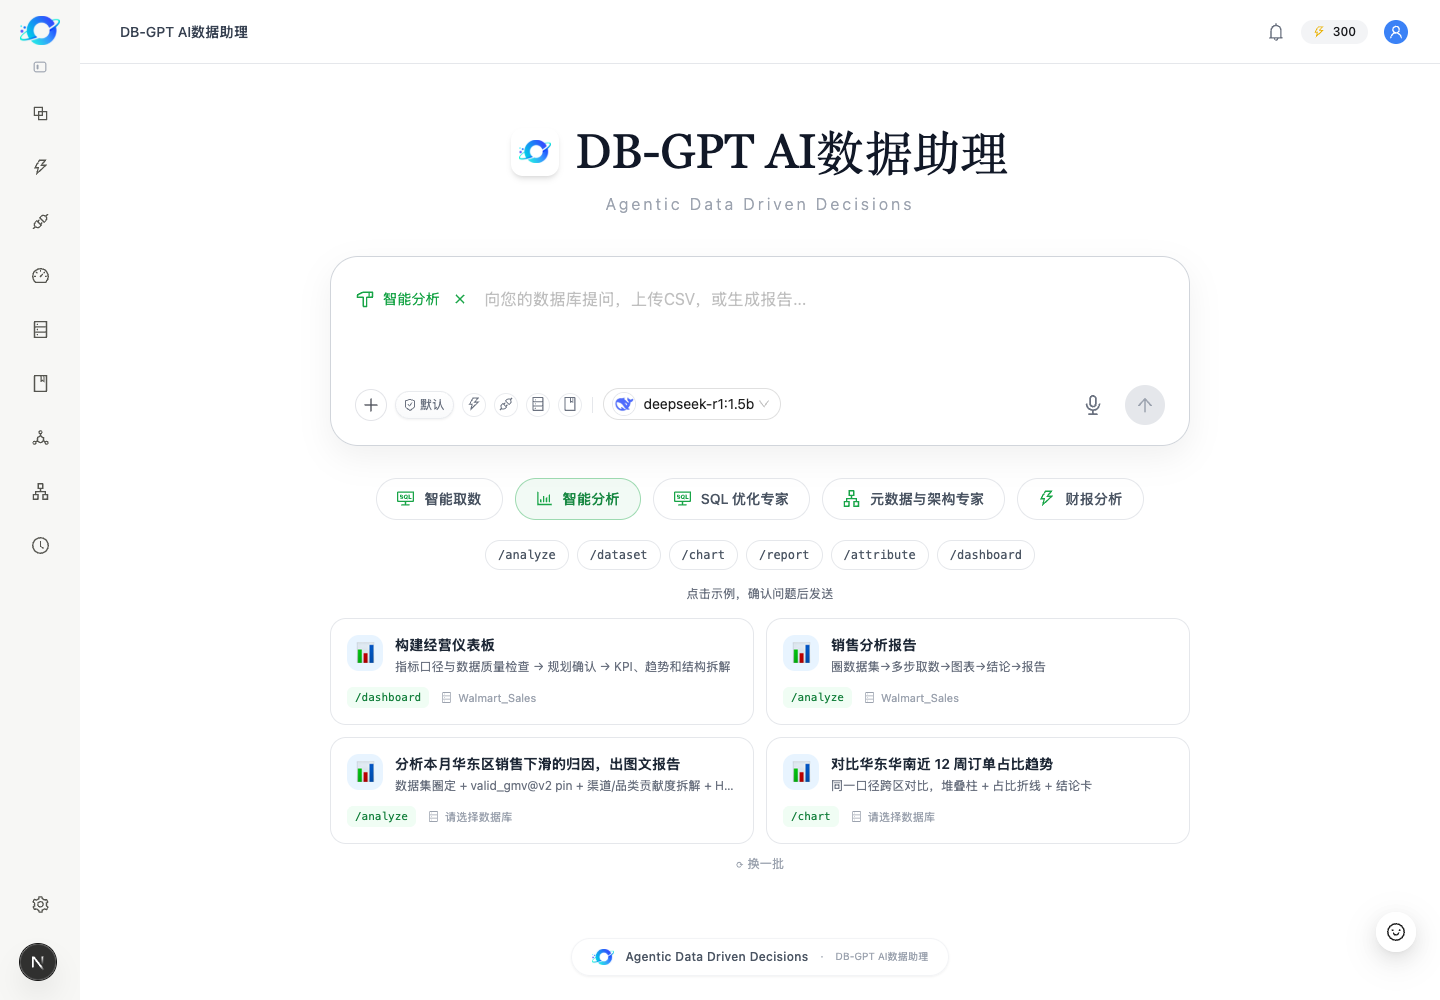 DB-GPT AI数据助理
300
DB-GPT AI数据助理
Agentic Data Driven Decisions
智能分析 × 向您的数据库提问，上传CSV，或生成报告...
默认
deepseek-r1:1.5b
智能取数
智能分析
SQL 优化专家
元数据与架构专家
财报分析
/analyze
/dataset
/chart
/report
/attribute
/dashboard
点击示例，确认问题后发送
构建经营仪表板
指标口径与数据质量检查 → 规划确认 → KPI、趋势和结构拆解
/dashboard
Walmart_Sales
销售分析报告
圈数据集→多步取数→图表→结论→报告
/analyze
Walmart_Sales
分析本月华东区销售下滑的归因，出图文报告
数据集圈定 + valid_gmv@v2 pin + 渠道/品类贡献度拆解 + H...
/analyze
请选择数据库
对比华东华南近 12 周订单占比趋势
同一口径跨区对比，堆叠柱 + 占比折线 + 结论卡
/chart
请选择数据库
换一批
N
Agentic Data Driven Decisions · DB-GPT AI数据助理